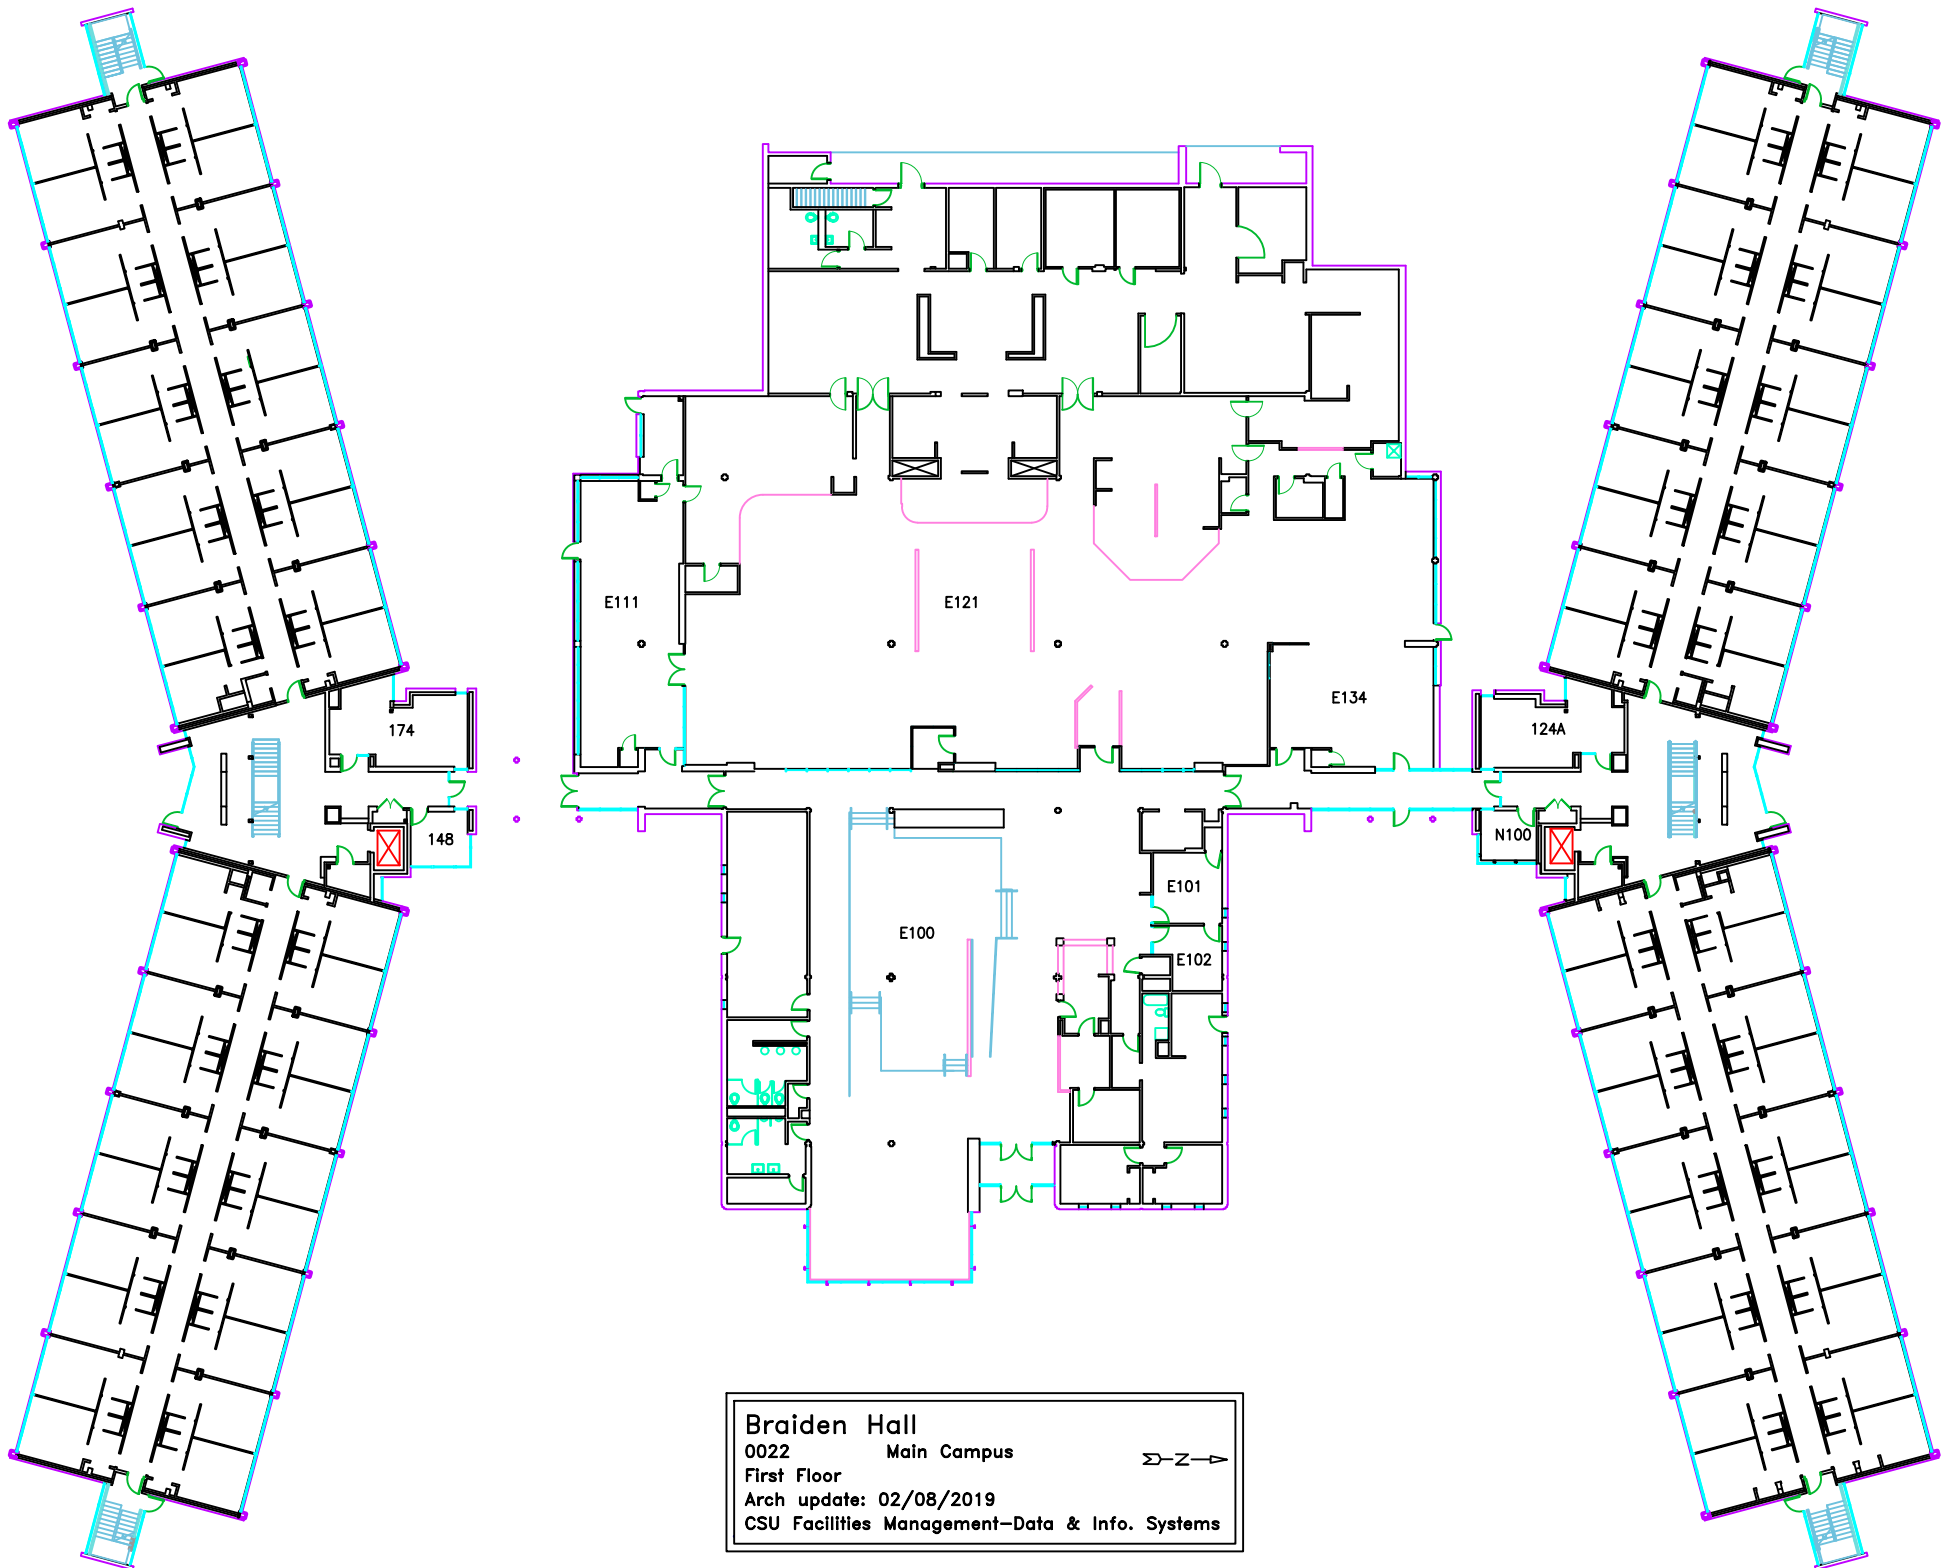 E111
E121
E134
174
124A
148
N100
E101
E100
E102
Braiden Hall
0022 Main Campus
N
First Floor
Arch update: 02/08/2019
CSU Facilities Management-Data & Info. Systems